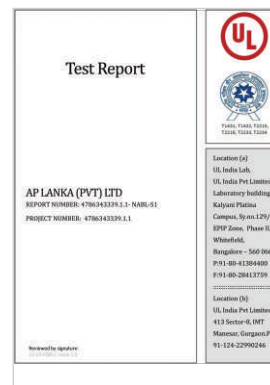 Test Report
AP LANKA (PVT) LTD
REPORT NUMBER: 4786343339.1.1- NABL-S1
PROJECT NUMBER: 4786343339.1.1
Reviewed by signature
UL
Location (a)
UL India Lab,
UL India Pvt Limited
Laboratory building
Kalyani Platina
Campus, Sy.no.129/
EPIP Zone, Phase II,
Whitefield,
Bangalore – 560 066
P:91-80-41384400
F:91-80-28413759
Location (b)
UL India Pvt Limited
413 Sector-8, IMT
Manesar, Gurgaon.P
91-124-22990246